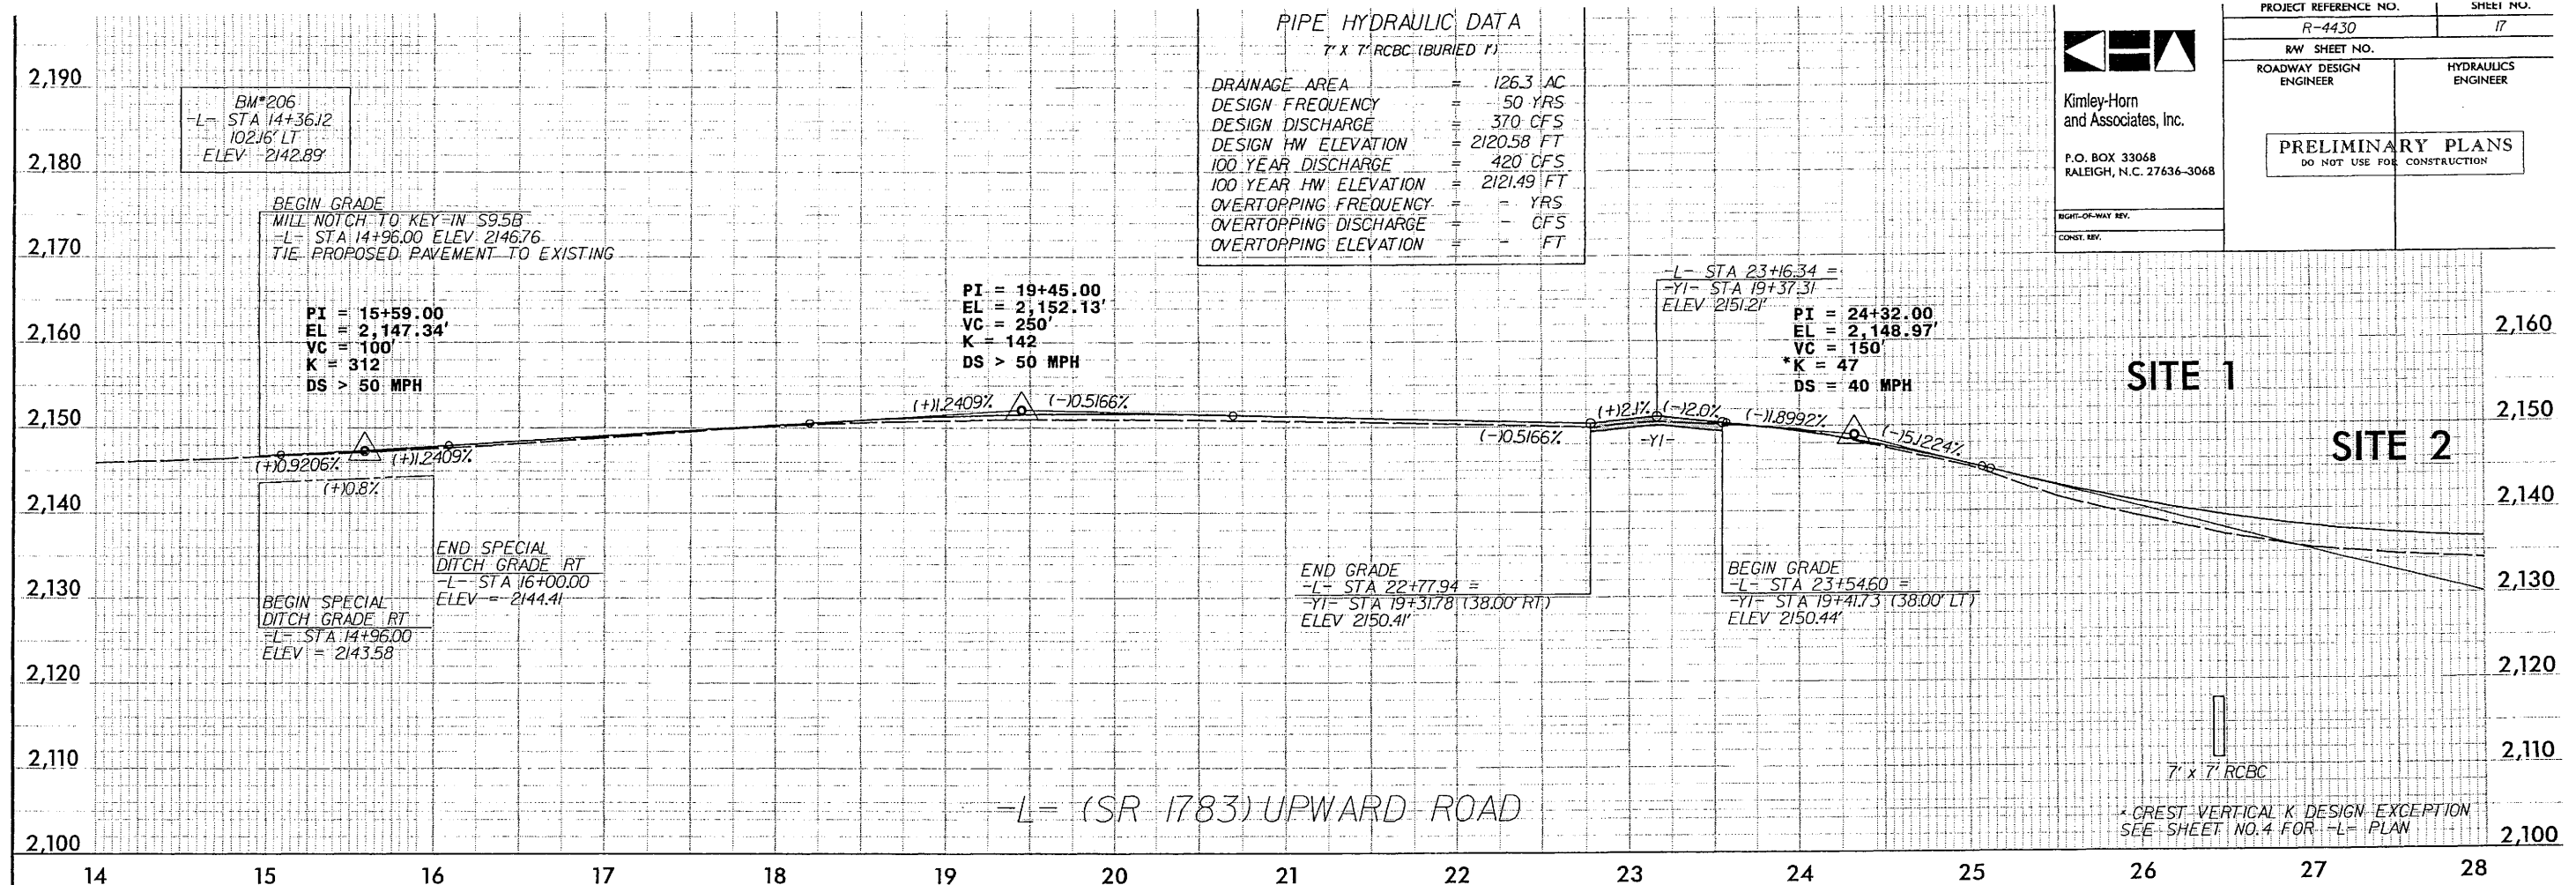 PIPE HYDRAULIC DATA
7' X 7' RCBC (BURIED 1')
DRAINAGE AREA = 126.3 AC
DESIGN FREQUENCY = 50 YRS
DESIGN DISCHARGE = 370 CFS
DESIGN HW ELEVATION = 2120.58 FT
100 YEAR DISCHARGE = 420 CFS
100 YEAR HW ELEVATION = 2121.49 FT
OVERTOPPING FREQUENCY = - YRS
OVERTOPPING DISCHARGE = - CFS
OVERTOPPING ELEVATION = - FT
PROJECT REFERENCE NO. SHEET NO.
R-4430 17
R/W SHEET NO.
ROADWAY DESIGN ENGINEER
HYDRAULICS ENGINEER
Kimley-Horn
and Associates, Inc.
P.O. BOX 33068
RALEIGH, N.C. 27636-3068
PRELIMINARY PLANS
DO NOT USE FOR CONSTRUCTION
RIGHT-OF-WAY REV.
CONST. REV.
2,190
2,180
2,170
2,160
2,150
2,140
2,130
2,120
2,110
2,100
BM#206
-L- STA 14+36.12
102.16' LT
ELEV 2142.89'
BEGIN GRADE
MILL NOTCH TO KEY-IN S9.5B
-L- STA 14+96.00 ELEV 2146.76
TIE PROPOSED PAVEMENT TO EXISTING
PI = 15+59.00
EL = 2,147.34'
VC = 100'
K = 312
DS > 50 MPH
PI = 19+45.00
EL = 2,152.13'
VC = 250'
K = 142
DS > 50 MPH
-L- STA 23+16.34 =
-Y1- STA 19+37.31
ELEV 2151.21'
PI = 24+32.00
EL = 2,148.97'
VC = 150'
*K = 47
DS = 40 MPH
SITE 1
SITE 2
(+)0.9206%
(+)1.2409%
(+)0.8%
(+)1.2409%
(-)0.5166%
(-)0.5166%
(+)2.1%
(-)2.0%
-Y1-
(-)1.8992%
(-)5.1224%
END SPECIAL
DITCH GRADE RT
-L- STA 16+00.00
ELEV = 2144.41
BEGIN SPECIAL
DITCH GRADE RT
-L- STA 14+96.00
ELEV = 2143.58
END GRADE
-L- STA 22+77.94 =
-Y1- STA 19+31.78 (38.00' RT)
ELEV 2150.41'
BEGIN GRADE
-L- STA 23+54.60 =
-Y1- STA 19+41.73 (38.00' LT)
ELEV 2150.44'
2,160
2,150
2,140
2,130
2,120
2,110
2,100
7' x 7' RCBC
-L- (SR 1783) UPWARD ROAD
* CREST VERTICAL K DESIGN EXCEPTION
SEE SHEET NO.4 FOR -L- PLAN
14 15 16 17 18 19 20 21 22 23 24 25 26 27 28